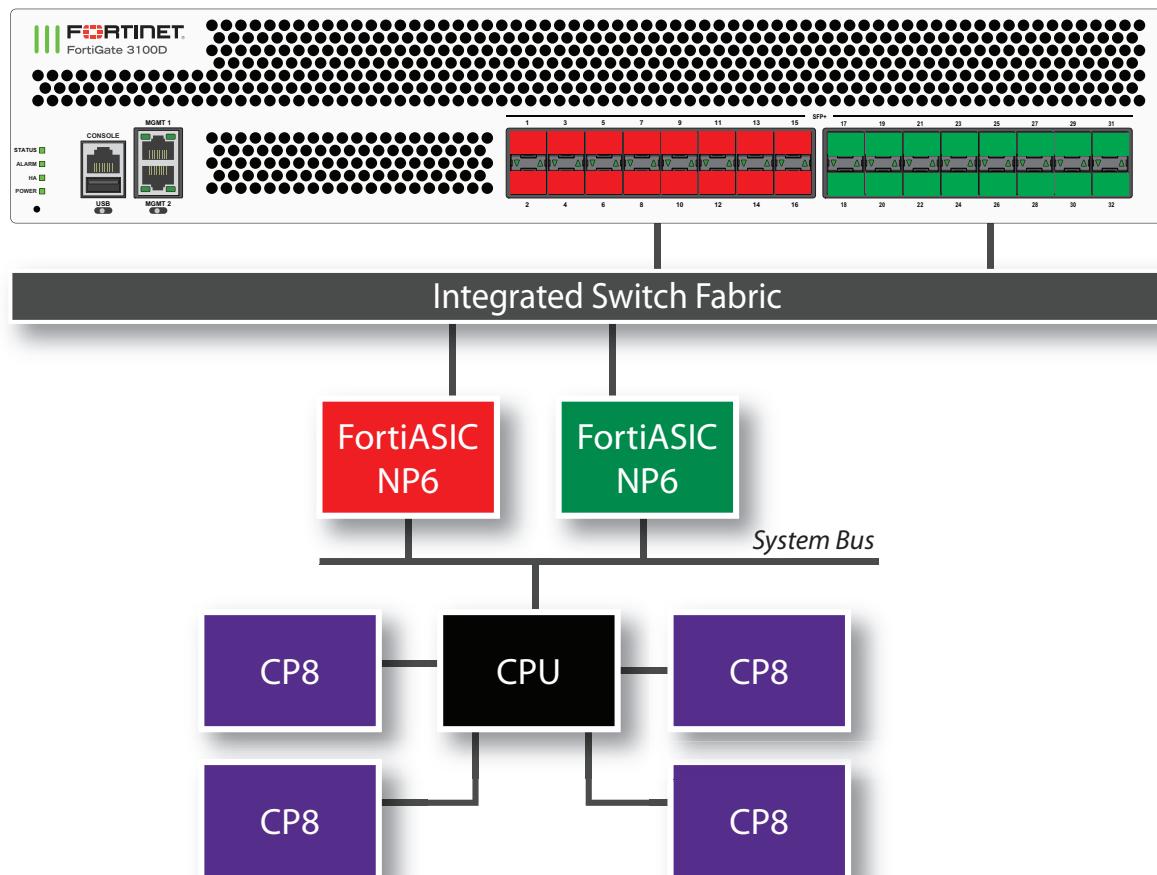 FORTINET
FortiGate 3100D
STATUS
ALARM
HA
POWER
CONSOLE
USB
MGMT 1
MGMT 2
SFP+
1 3 5 7 9 11 13 15
2 4 6 8 10 12 14 16
17 19 21 23 25 27 29 31
18 20 22 24 26 28 30 32
Integrated Switch Fabric
FortiASIC
NP6
FortiASIC
NP6
System Bus
CP8
CPU
CP8
CP8
CP8